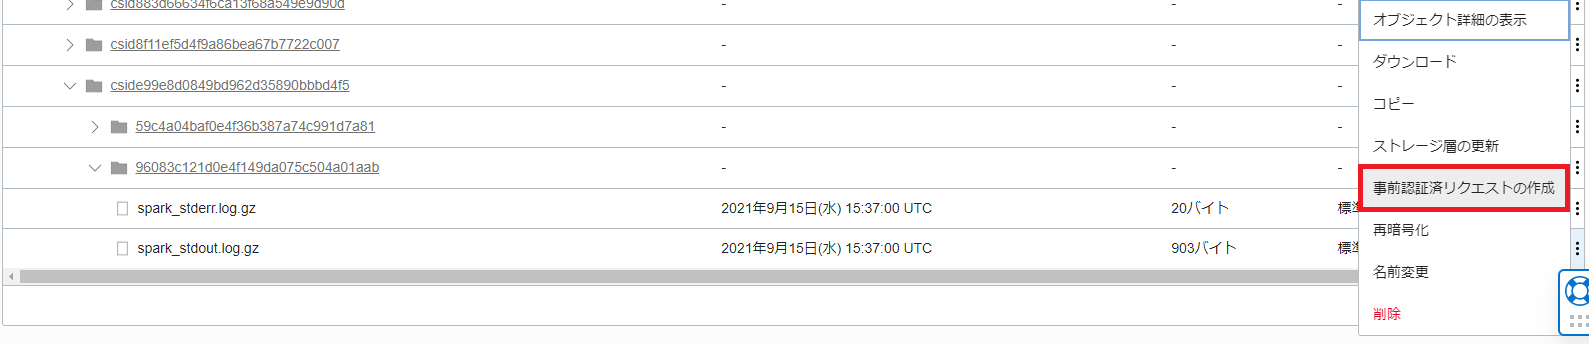 csid883d66634f6ca13f68a549e9d90d - - -
csid8f11ef5d4f9a86bea67b7722c007 - - -
cside99e8d0849bd962d35890bbbd4f5 - - -
59c4a04baf0e4f36b387a74c991d7a81 - - -
96083c121d0e4f149da075c504a01aab - - -
spark_stderr.log.gz 2021年9月15日(水) 15:37:00 UTC 20バイト 標準
spark_stdout.log.gz 2021年9月15日(水) 15:37:00 UTC 903バイト 標準
オブジェクト詳細の表示
ダウンロード
コピー
ストレージ層の更新
事前認証済リクエストの作成
再暗号化
名前変更
削除